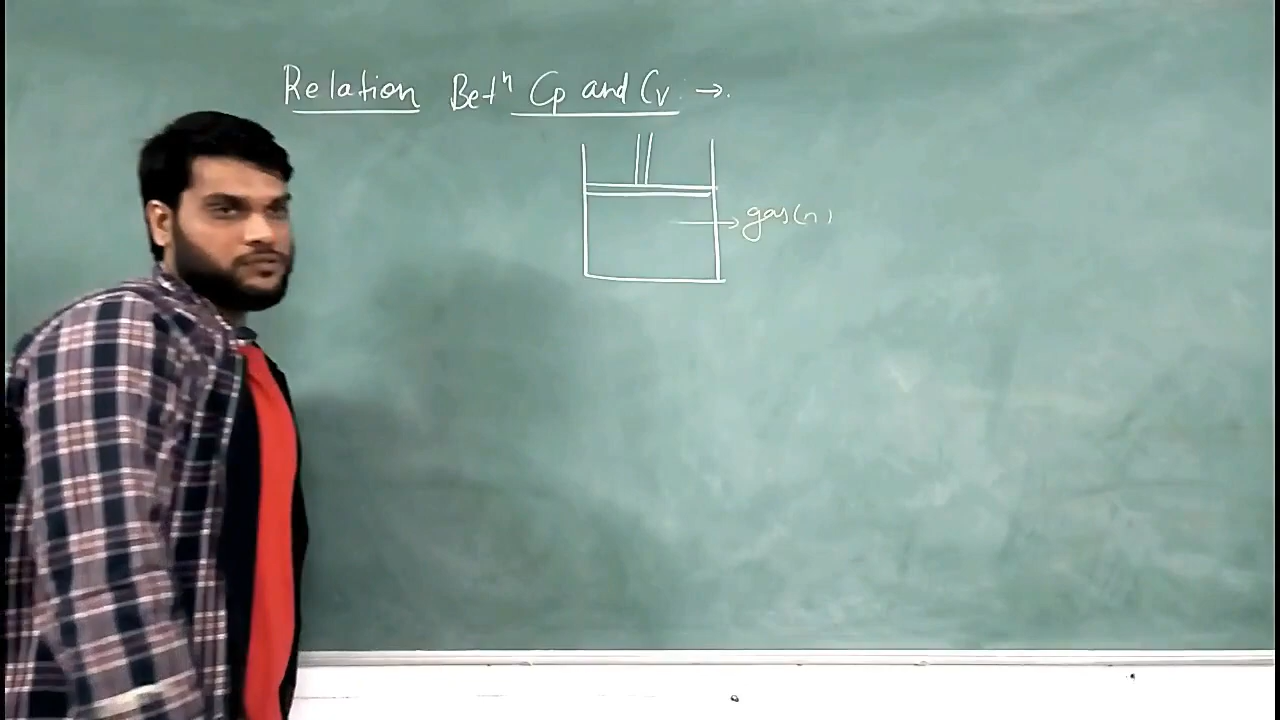 Relation Betⁿ Cp and Cv →.
gas(n)